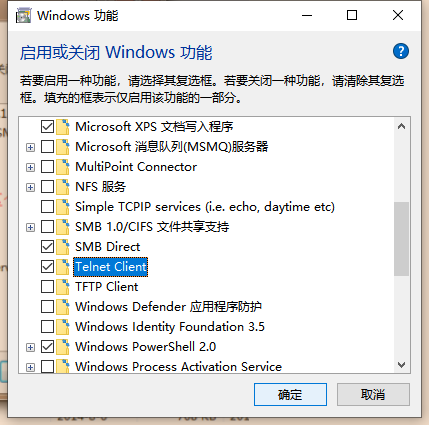 Windows 功能
启用或关闭 Windows 功能
若要启用一种功能，请选择其复选框。若要关闭一种功能，请清除其复选
框。填充的框表示仅启用该功能的一部分。
Microsoft XPS 文档写入程序
Microsoft 消息队列(MSMQ)服务器
MultiPoint Connector
NFS 服务
Simple TCPIP services (i.e. echo, daytime etc)
SMB 1.0/CIFS 文件共享支持
SMB Direct
Telnet Client
TFTP Client
Windows Defender 应用程序防护
Windows Identity Foundation 3.5
Windows PowerShell 2.0
Windows Process Activation Service
确定
取消